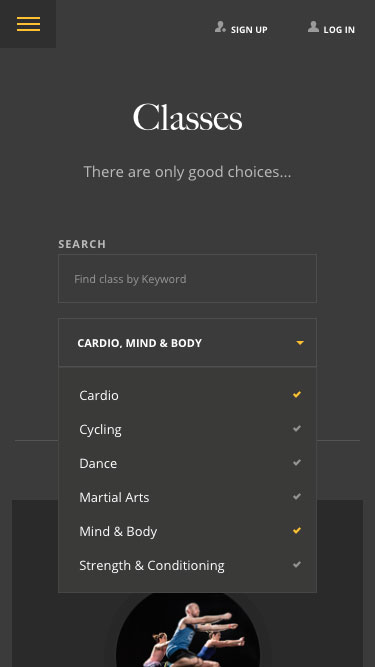 SIGN UP
LOG IN
Classes
There are only good choices...
SEARCH
Find class by Keyword
CARDIO, MIND & BODY
Cardio
Cycling
Dance
Martial Arts
Mind & Body
Strength & Conditioning